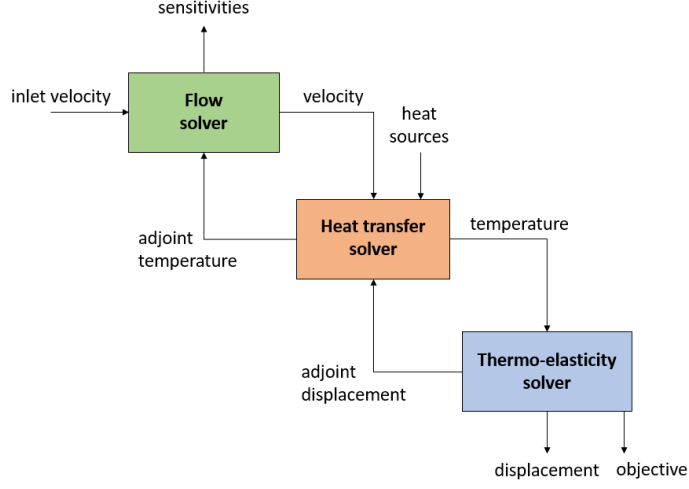 sensitivities
inlet velocity
Flow
solver
velocity
heat
sources
adjoint
temperature
Heat transfer
solver
temperature
adjoint
displacement
Thermo-elasticity
solver
displacement
objective